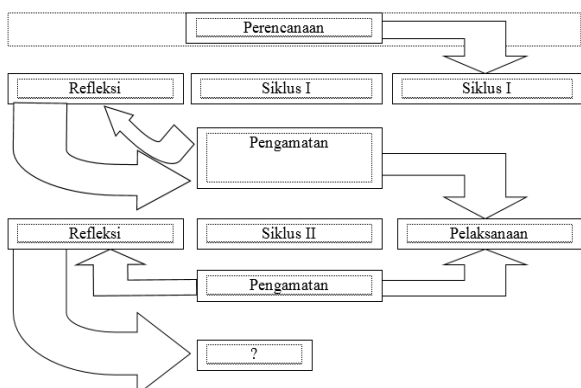 Perencanaan
Refleksi
Siklus I
Siklus I
Pengamatan
Refleksi
Siklus II
Pelaksanaan
Pengamatan
?